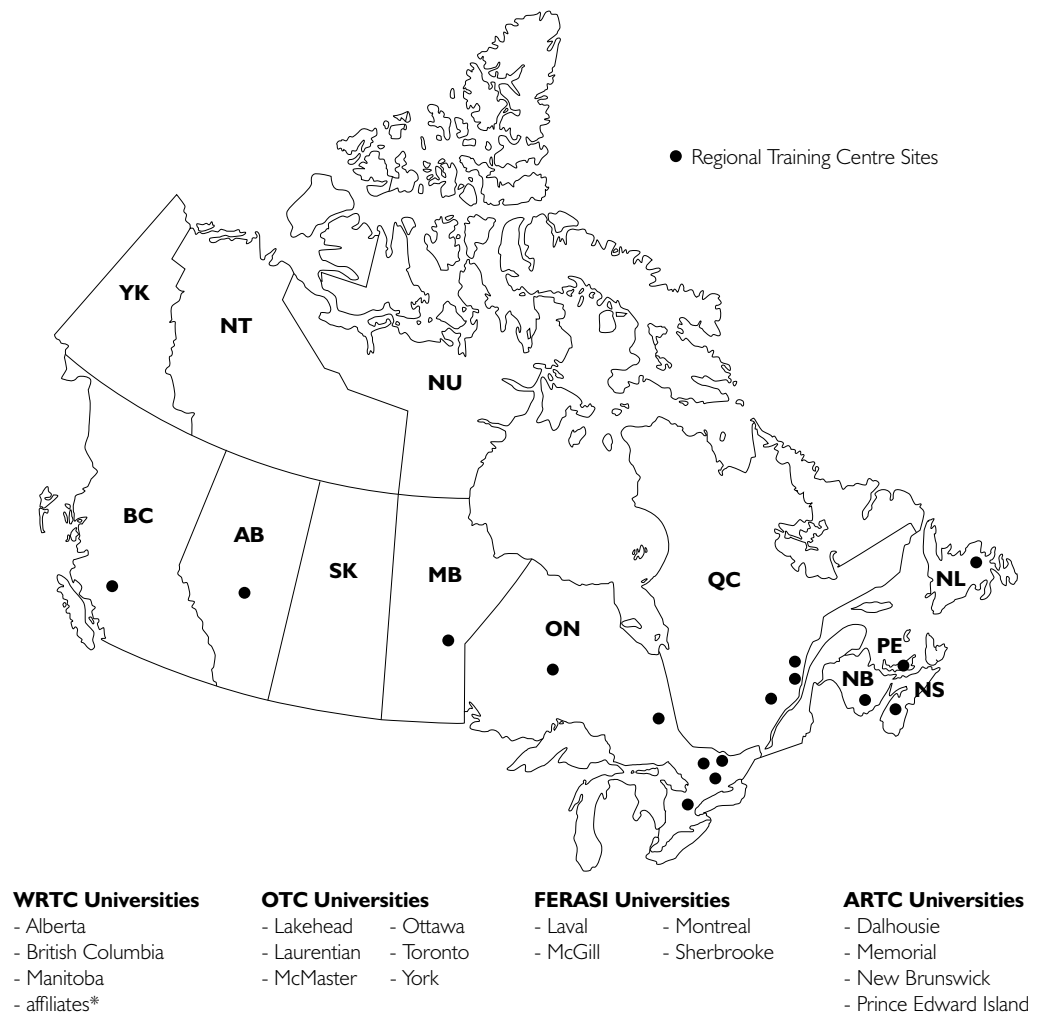 Regional Training Centre Sites
YK
NT
NU
BC
AB
SK
MB
ON
QC
NL
PE
NB
NS
WRTC Universities
- Alberta
- British Columbia
- Manitoba
- affiliates*
OTC Universities
- Lakehead - Ottawa
- Laurentian - Toronto
- McMaster - York
FERASI Universities
- Laval - Montreal
- McGill - Sherbrooke
ARTC Universities
- Dalhousie
- Memorial
- New Brunswick
- Prince Edward Island